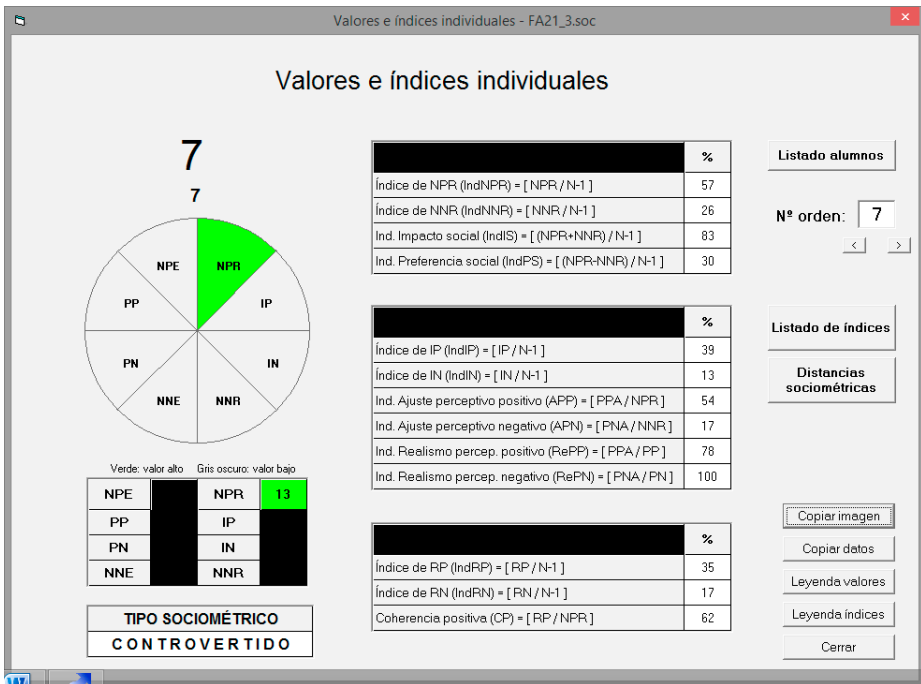 Valores e índices individuales - FA21_3.soc
Valores e índices individuales
7
7
NPE
NPR
PP
IP
PN
IN
NNE
NNR
Verde: valor alto Gris oscuro: valor bajo
NPE NPR 13
PP IP
PN IN
NNE NNR
TIPO SOCIOMÉTRICO
CONTROVERTIDO
%
Índice de NPR (IndNPR) = [ NPR / N-1 ] 57
Índice de NNR (IndNNR) = [ NNR / N-1 ] 26
Ind. Impacto social (IndIS) = [ (NPR+NNR) / N-1 ] 83
Ind. Preferencia social (IndPS) = [ (NPR-NNR) / N-1 ] 30
%
Índice de IP (IndIP) = [ IP / N-1 ] 39
Índice de IN (IndIN) = [ IN / N-1 ] 13
Ind. Ajuste perceptivo positivo (APP) = [ PPA / NPR ] 54
Ind. Ajuste perceptivo negativo (APN) = [ PNA / NNR ] 17
Ind. Realismo percep. positivo (RePP) = [ PPA / PP ] 78
Ind. Realismo percep. negativo (RePN) = [ PNA / PN ] 100
%
Índice de RP (IndRP) = [ RP / N-1 ] 35
Índice de RN (IndRN) = [ RN / N-1 ] 17
Coherencia positiva (CP) = [ RP / NPR ] 62
Listado alumnos
Nº orden: 7
< >
Listado de índices
Distancias
sociométricas
Copiar imagen
Copiar datos
Leyenda valores
Leyenda índices
Cerrar